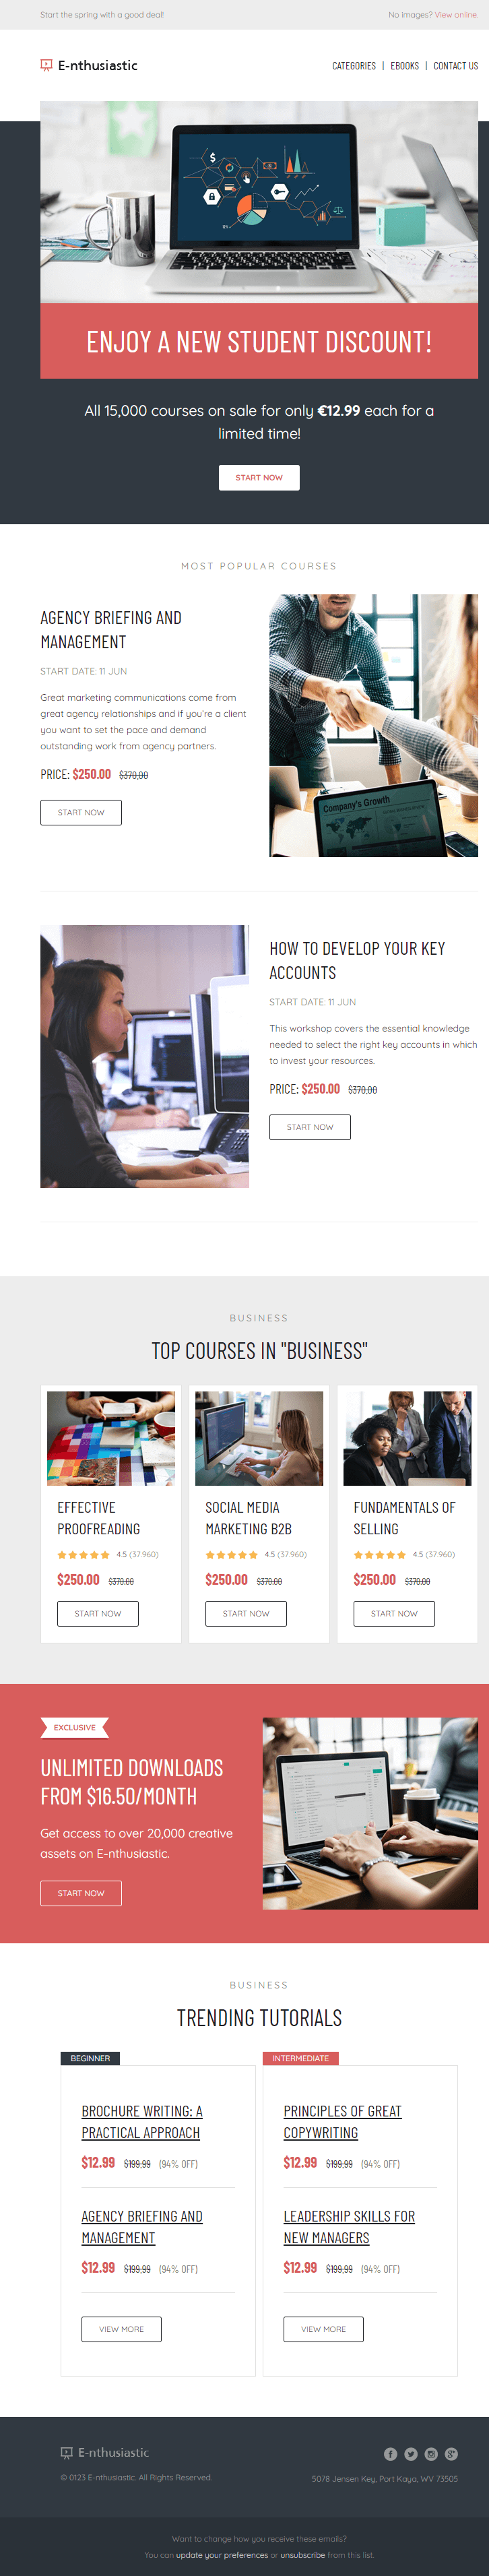 Start the spring with a good deal!
No images? View online.
E-nthusiastic
CATEGORIES | EBOOKS | CONTACT US
ENJOY A NEW STUDENT DISCOUNT!
All 15,000 courses on sale for only €12.99 each for a
limited time!
START NOW
MOST POPULAR COURSES
AGENCY BRIEFING AND
MANAGEMENT
START DATE: 11 JUN
Great marketing communications come from
great agency relationships and if you're a client
you want to set the pace and demand
outstanding work from agency partners.
PRICE: $250.00 $370,00
START NOW
Company's Growth
HOW TO DEVELOP YOUR KEY
ACCOUNTS
START DATE: 11 JUN
This workshop covers the essential knowledge
needed to select the right key accounts in which
to invest your resources.
PRICE: $250.00 $370,00
START NOW
BUSINESS
TOP COURSES IN "BUSINESS"
EFFECTIVE
PROOFREADING
4.5 (37.960)
$250.00 $370,00
START NOW
SOCIAL MEDIA
MARKETING B2B
4.5 (37.960)
$250.00 $370,00
START NOW
FUNDAMENTALS OF
SELLING
4.5 (37.960)
$250.00 $370,00
START NOW
EXCLUSIVE
UNLIMITED DOWNLOADS
FROM $16.50/MONTH
Get access to over 20,000 creative
assets on E-nthusiastic.
START NOW
BUSINESS
TRENDING TUTORIALS
BEGINNER
BROCHURE WRITING: A
PRACTICAL APPROACH
$12.99 $199,99 (94% OFF)
AGENCY BRIEFING AND
MANAGEMENT
$12.99 $199,99 (94% OFF)
VIEW MORE
INTERMEDIATE
PRINCIPLES OF GREAT
COPYWRITING
$12.99 $199,99 (94% OFF)
LEADERSHIP SKILLS FOR
NEW MANAGERS
$12.99 $199,99 (94% OFF)
VIEW MORE
E-nthusiastic
© 0123 E-nthusiastic. All Rights Reserved.
5078 Jensen Key, Port Kaya, WV 73505
Want to change how you receive these emails?
You can update your preferences or unsubscribe from this list.